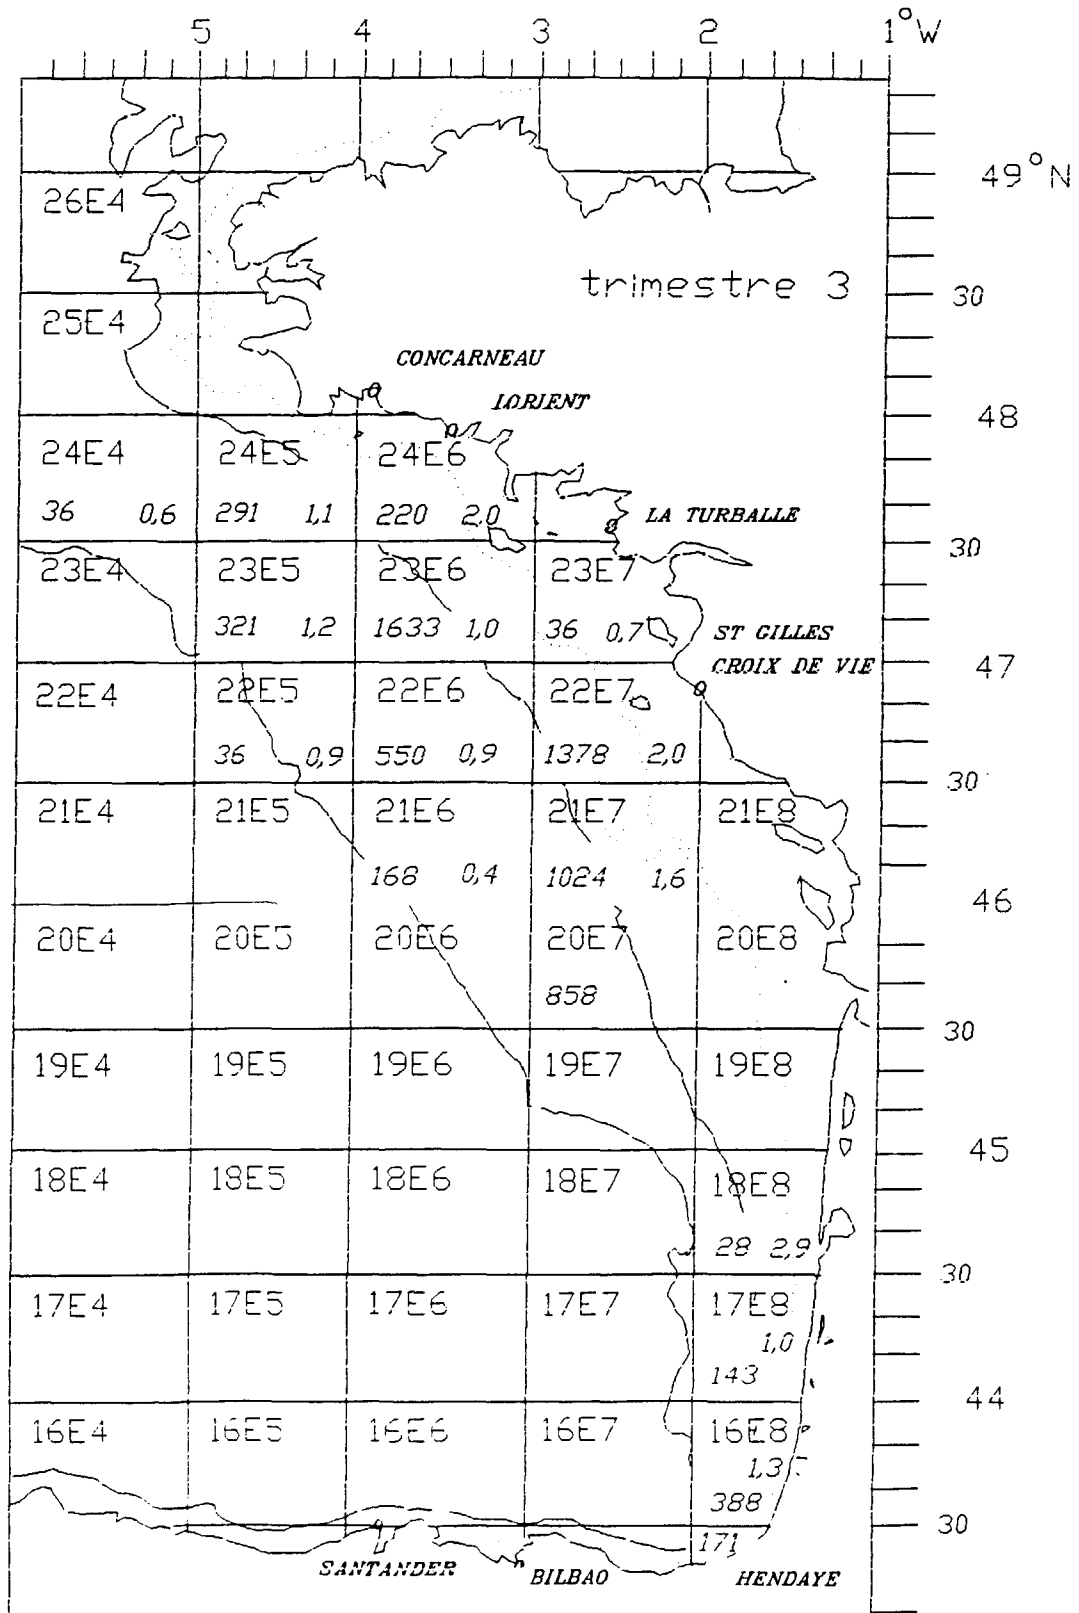 5 4 3 2 1°W
49°N
26E4
trimestre 3
30
25E4
CONCARNEAU
LORIENT
48
24E4 24E5 24E6
36 0,6 291 1,1 220 2,0
LA TURBALLE
30
23E4 23E5 23E6 23E7
321 1,2 1633 1,0 36 0,7
ST GILLES
CROIX DE VIE
47
22E4 22E5 22E6 22E7
36 0,9 550 0,9 1378 2,0
30
21E4 21E5 21E6 21E7 21E8
168 0,4 1024 1,6
46
20E4 20E5 20E6 20E7 20E8
858
30
19E4 19E5 19E6 19E7 19E8
45
18E4 18E5 18E6 18E7 18E8
28 2,9
30
17E4 17E5 17E6 17E7 17E8
1,0
143
44
16E4 16E5 16E6 16E7 16E8
1,3
388
30
171
SANTANDER
BILBAO
HENDAYE